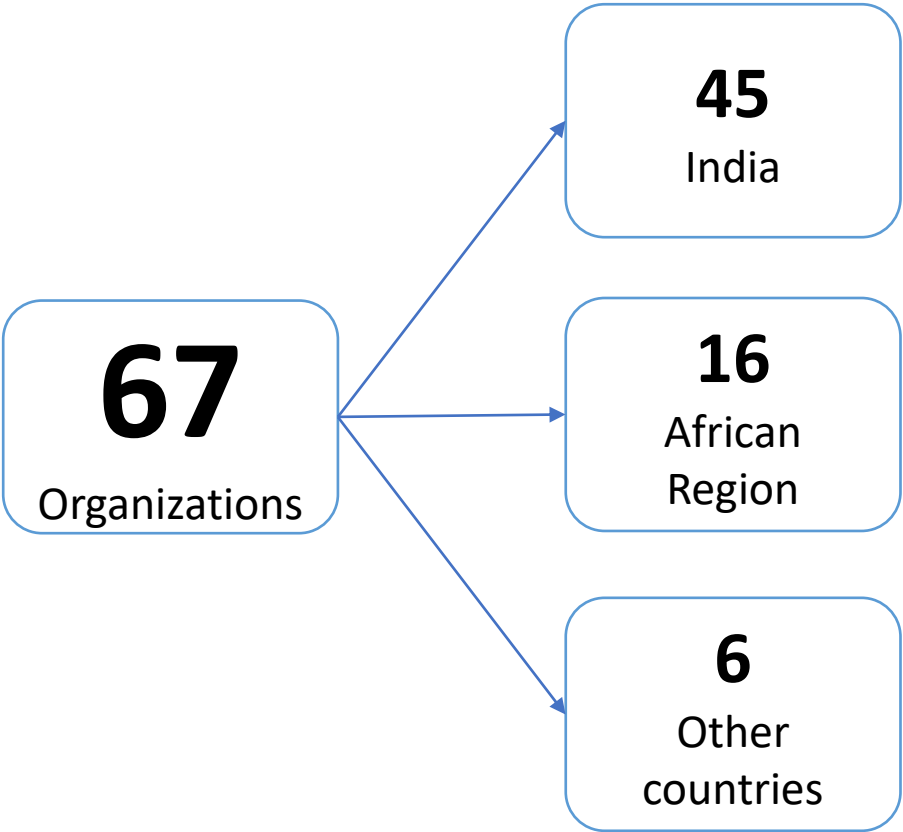 67
Organizations
45
India
16
African
Region
6
Other
countries